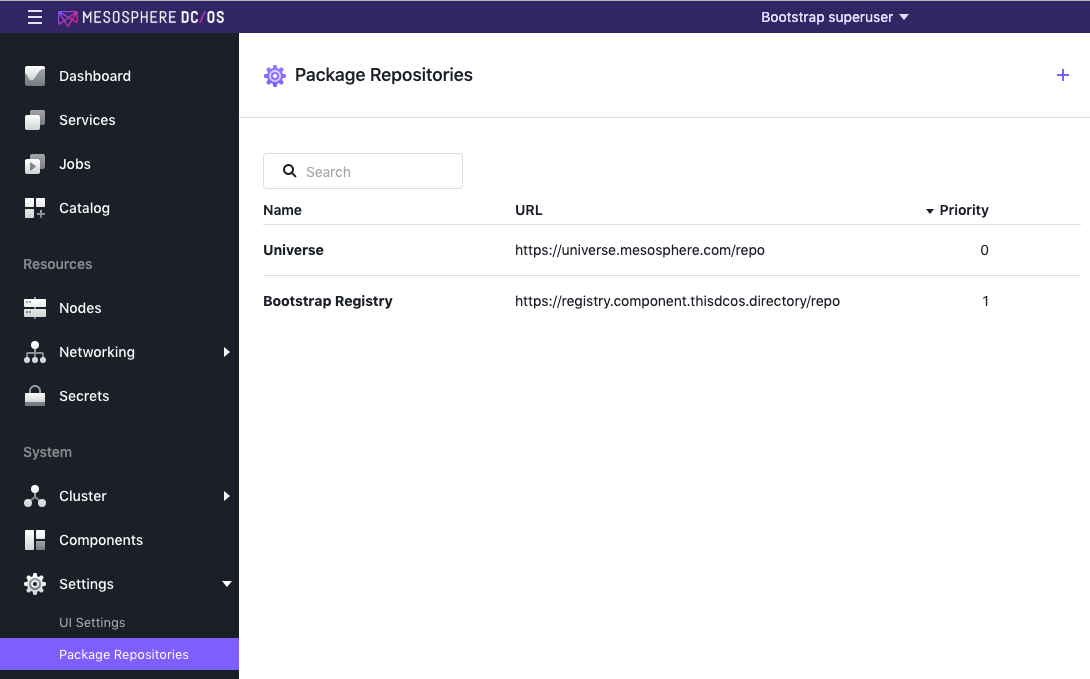 MESOSPHERE DC/OS
Bootstrap superuser
Dashboard
Services
Jobs
Catalog
Resources
Nodes
Networking
Secrets
System
Cluster
Components
Settings
UI Settings
Package Repositories
Package Repositories
Search
Name URL Priority
Universe https://universe.mesosphere.com/repo 0
Bootstrap Registry https://registry.component.thisdcos.directory/repo 1